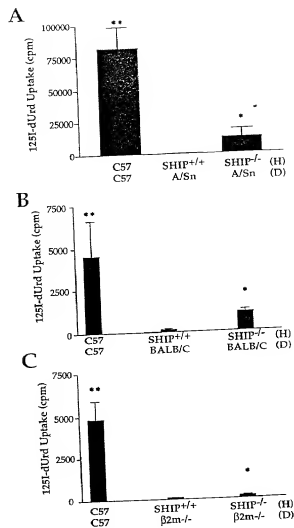 A
125I-dUrd Uptake (cpm)
100000
75000
50000
25000
0
**
*
C57 SHIP+/+ SHIP-/- (H)
C57 A/Sn A/Sn (D)
B
125I-dUrd Uptake (cpm)
7500
5000
2500
0
**
*
C57 SHIP+/+ SHIP-/- (H)
C57 BALB/C BALB/C (D)
C
125I-dUrd Uptake (cpm)
7500
5000
2500
0
**
*
C57 SHIP+/+ SHIP-/- (H)
C57 β2m-/- β2m-/- (D)